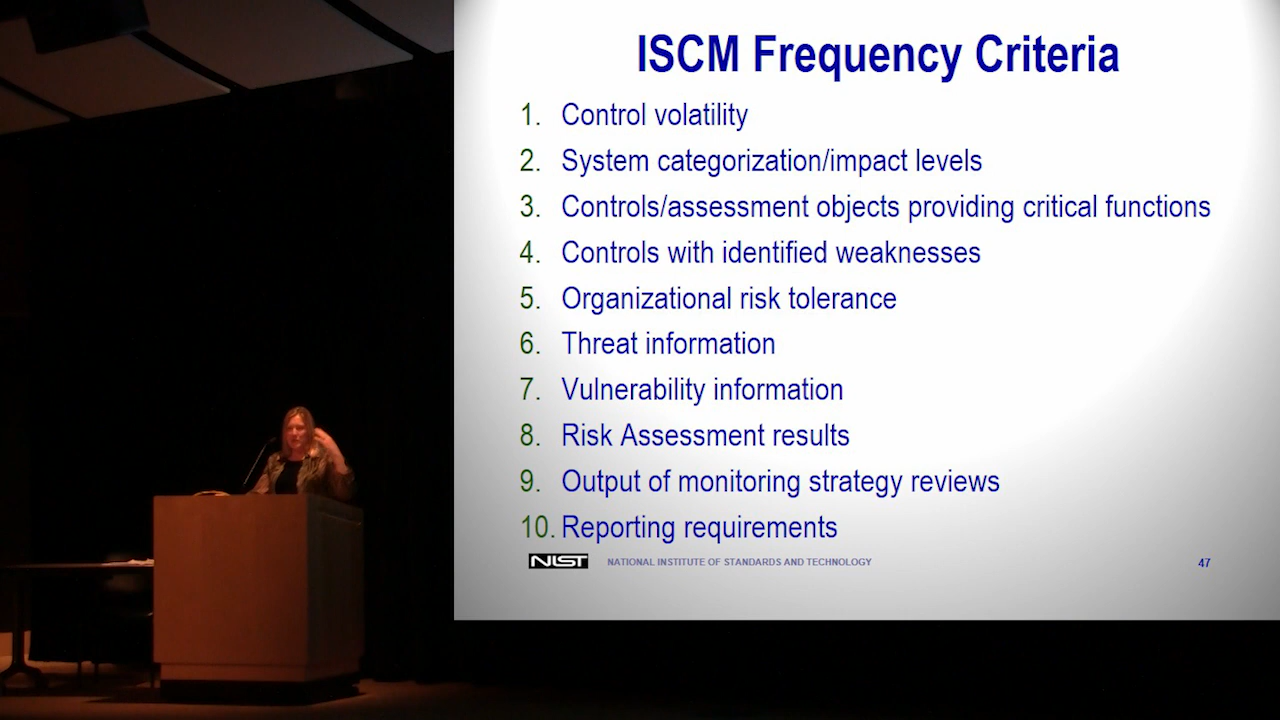 ISCM Frequency Criteria
1. Control volatility
2. System categorization/impact levels
3. Controls/assessment objects providing critical functions
4. Controls with identified weaknesses
5. Organizational risk tolerance
6. Threat information
7. Vulnerability information
8. Risk Assessment results
9. Output of monitoring strategy reviews
10. Reporting requirements
NIST NATIONAL INSTITUTE OF STANDARDS AND TECHNOLOGY 47